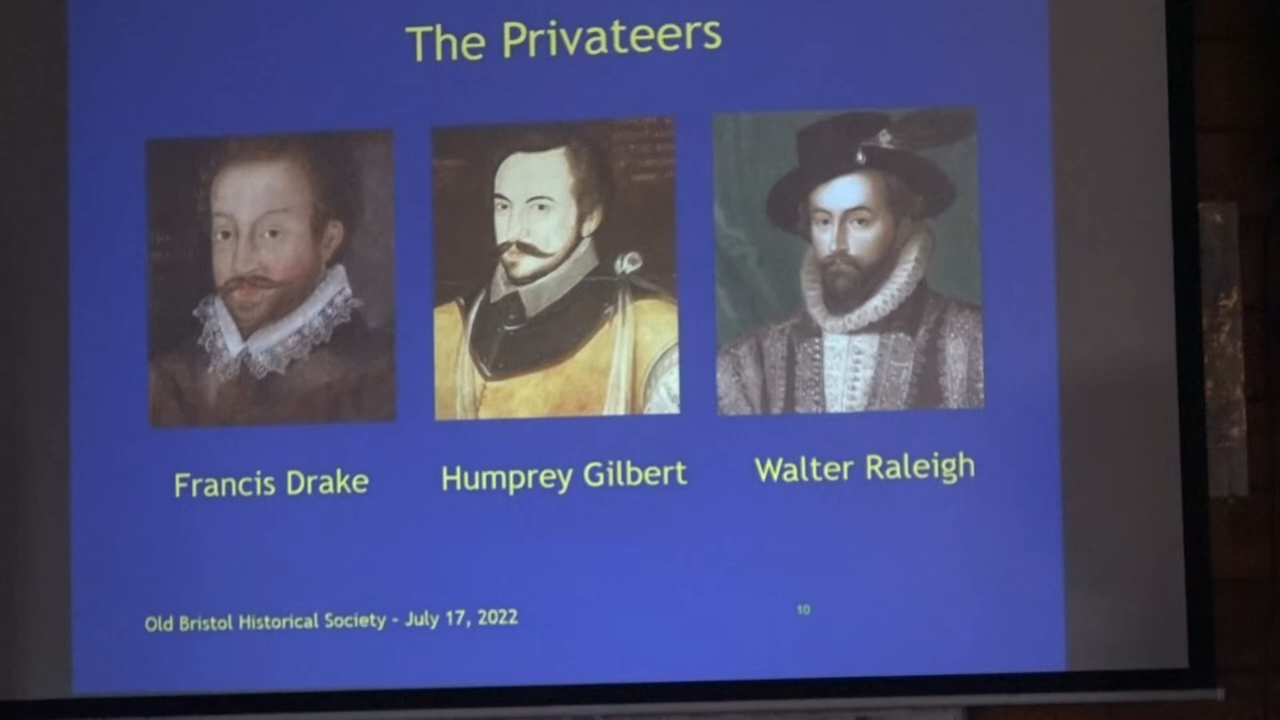 The Privateers
Francis Drake
Humprey Gilbert
Walter Raleigh
Old Bristol Historical Society - July 17, 2022
10